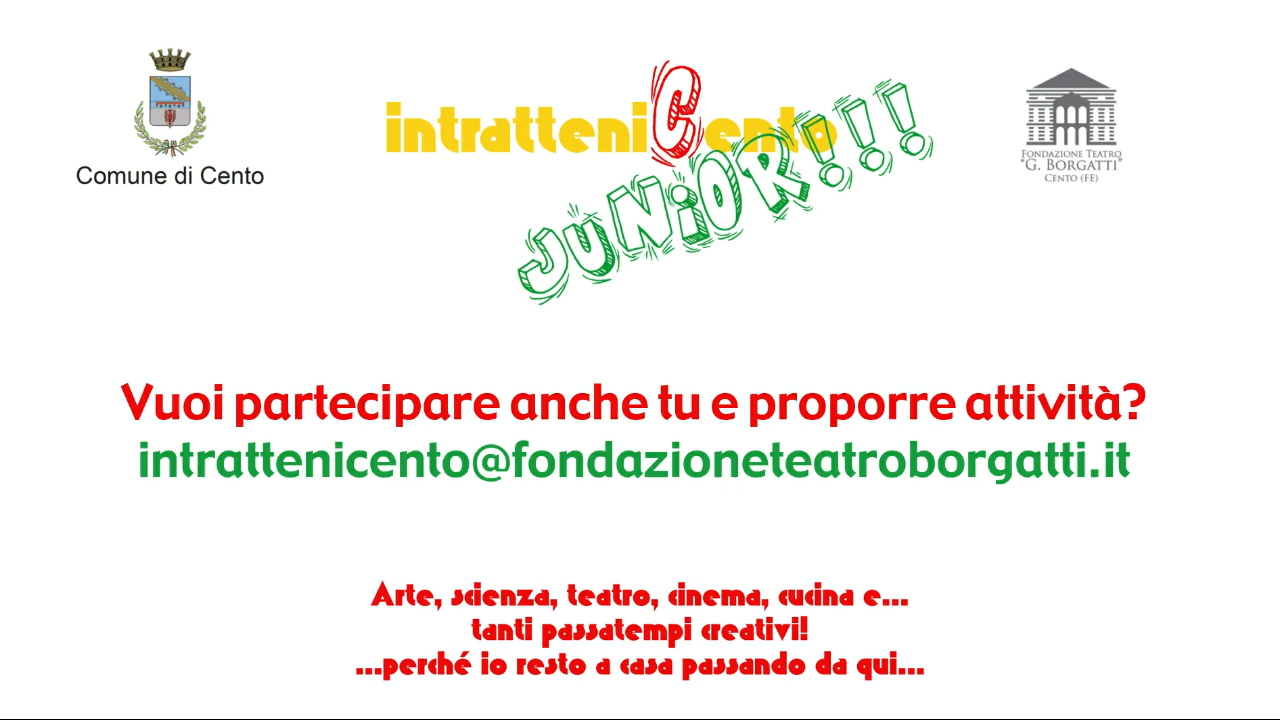 Comune di Cento
intratteniCento
JUNiOR!!!
FONDAZIONE TEATRO
"G. BORGATTI"
CENTO (FE)
Vuoi partecipare anche tu e proporre attività?
intrattenicento@fondazioneteatroborgatti.it
Arte, scienza, teatro, cinema, cucina e...
tanti passatempi creativi!
...perché io resto a casa passando da qui...